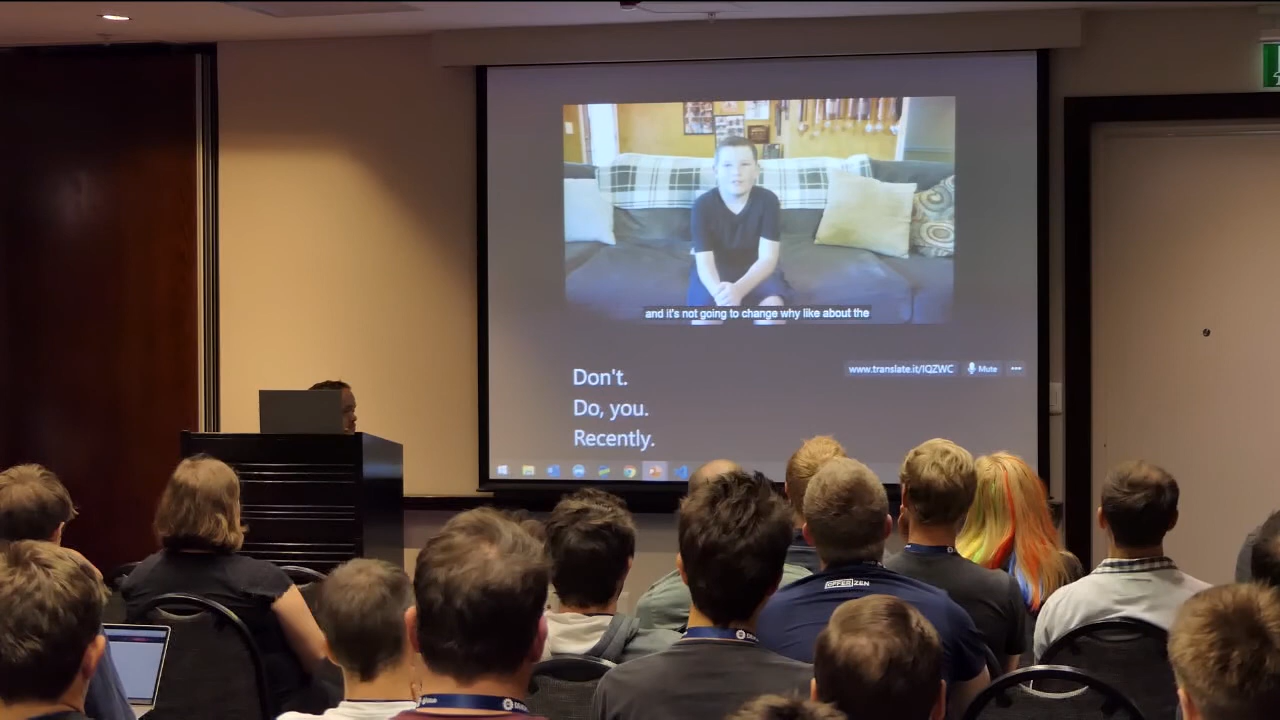 and it's not going to change why like about the
www.translate.it/IQZWC
Mute
Don't.
Do, you.
Recently.
OFFERZEN